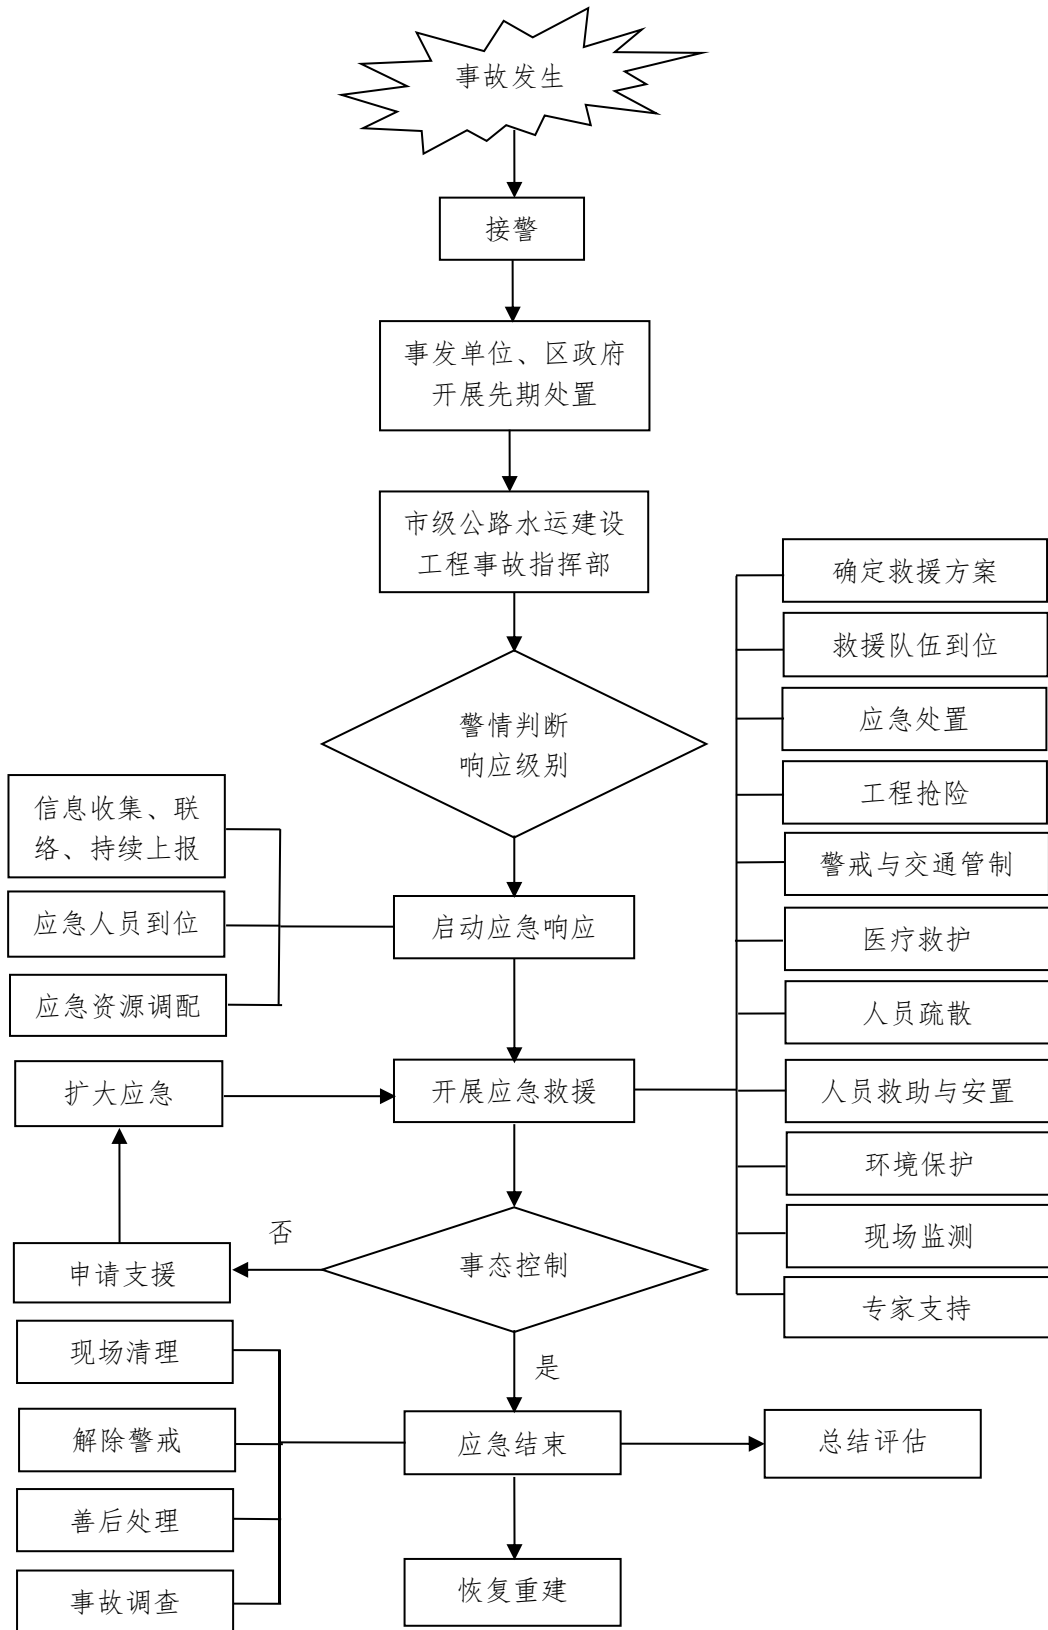 事故发生
接警
事发单位、区政府
开展先期处置
市级公路水运建设
工程事故指挥部
警情判断
响应级别
启动应急响应
信息收集、联
络、持续上报
应急人员到位
应急资源调配
开展应急救援
确定救援方案
救援队伍到位
应急处置
工程抢险
警戒与交通管制
医疗救护
人员疏散
人员救助与安置
环境保护
现场监测
专家支持
扩大应急
事态控制
否
申请支援
是
应急结束
现场清理
解除警戒
善后处理
事故调查
总结评估
恢复重建